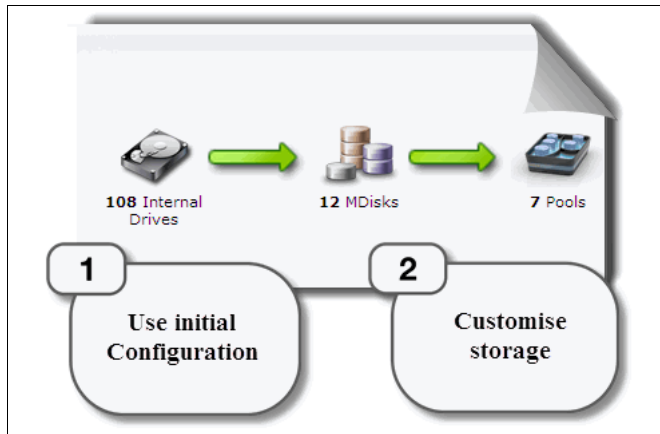 108 Internal
Drives
12 MDisks
7 Pools
1
Use initial
Configuration
2
Customise
storage